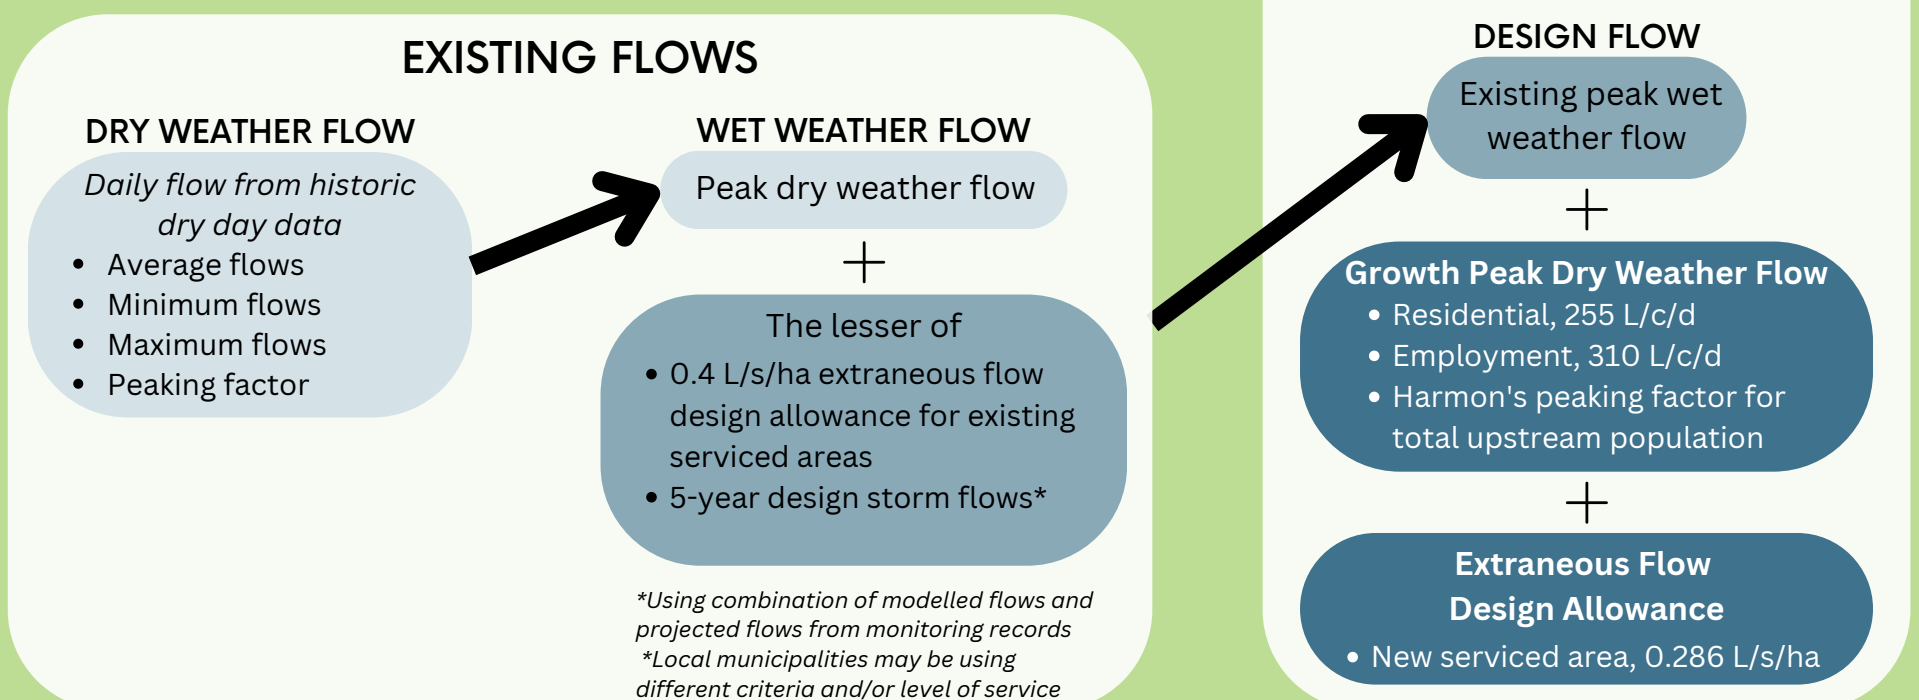 EXISTING FLOWS
DRY WEATHER FLOW
Daily flow from historic
dry day data
• Average flows
• Minimum flows
• Maximum flows
• Peaking factor
WET WEATHER FLOW
Peak dry weather flow
+
The lesser of
• 0.4 L/s/ha extraneous flow
design allowance for existing
serviced areas
• 5-year design storm flows*
*Using combination of modelled flows and
projected flows from monitoring records
*Local municipalities may be using
different criteria and/or level of service
DESIGN FLOW
Existing peak wet
weather flow
+
Growth Peak Dry Weather Flow
• Residential, 255 L/c/d
• Employment, 310 L/c/d
• Harmon's peaking factor for
total upstream population
+
Extraneous Flow
Design Allowance
• New serviced area, 0.286 L/s/ha